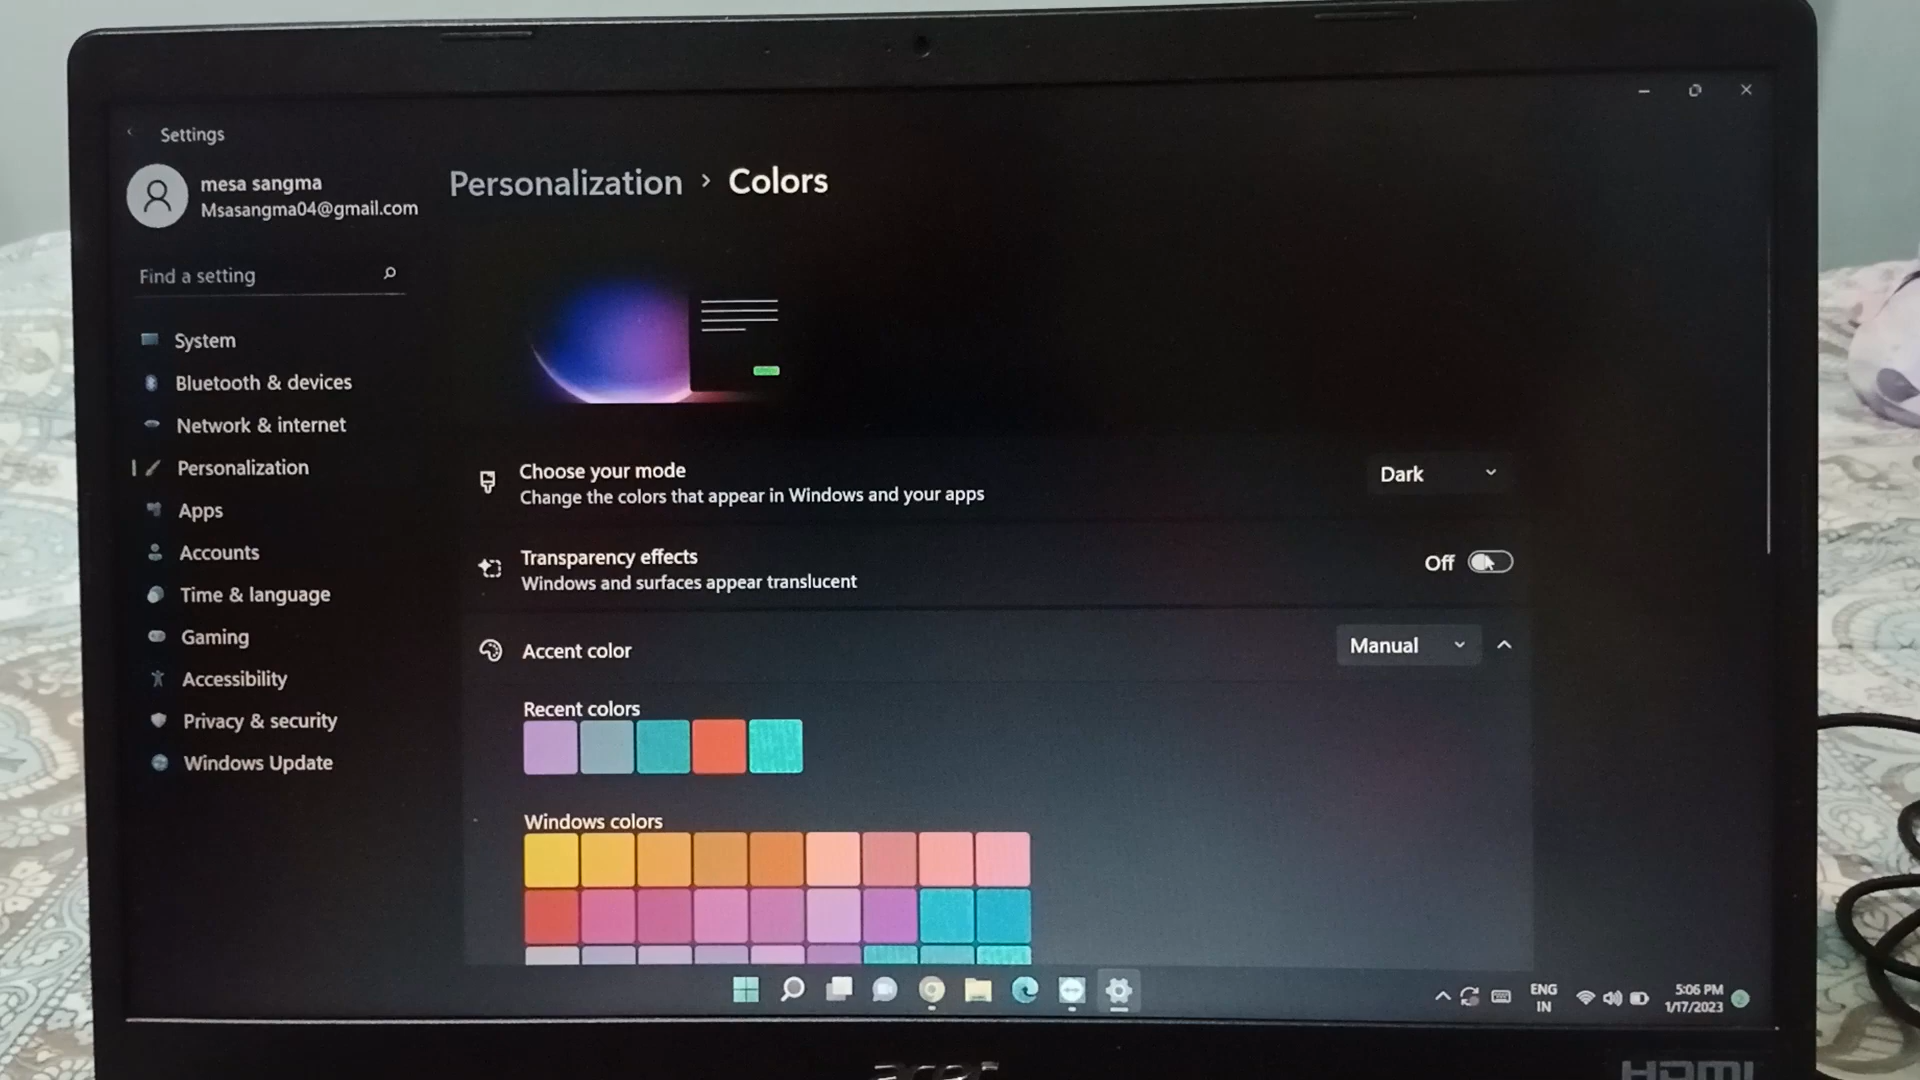 Settings
mesa sangma
Msasangma04@gmail.com
Find a setting
System
Bluetooth & devices
Network & internet
Personalization
Apps
Accounts
Time & language
Gaming
Accessibility
Privacy & security
Windows Update
Personalization > Colors
Choose your mode
Change the colors that appear in Windows and your apps
Dark
Transparency effects
Windows and surfaces appear translucent
Off
Accent color
Manual
Recent colors
Windows colors
ENG
IN
5:06 PM
1/17/2023
acer
HDMI